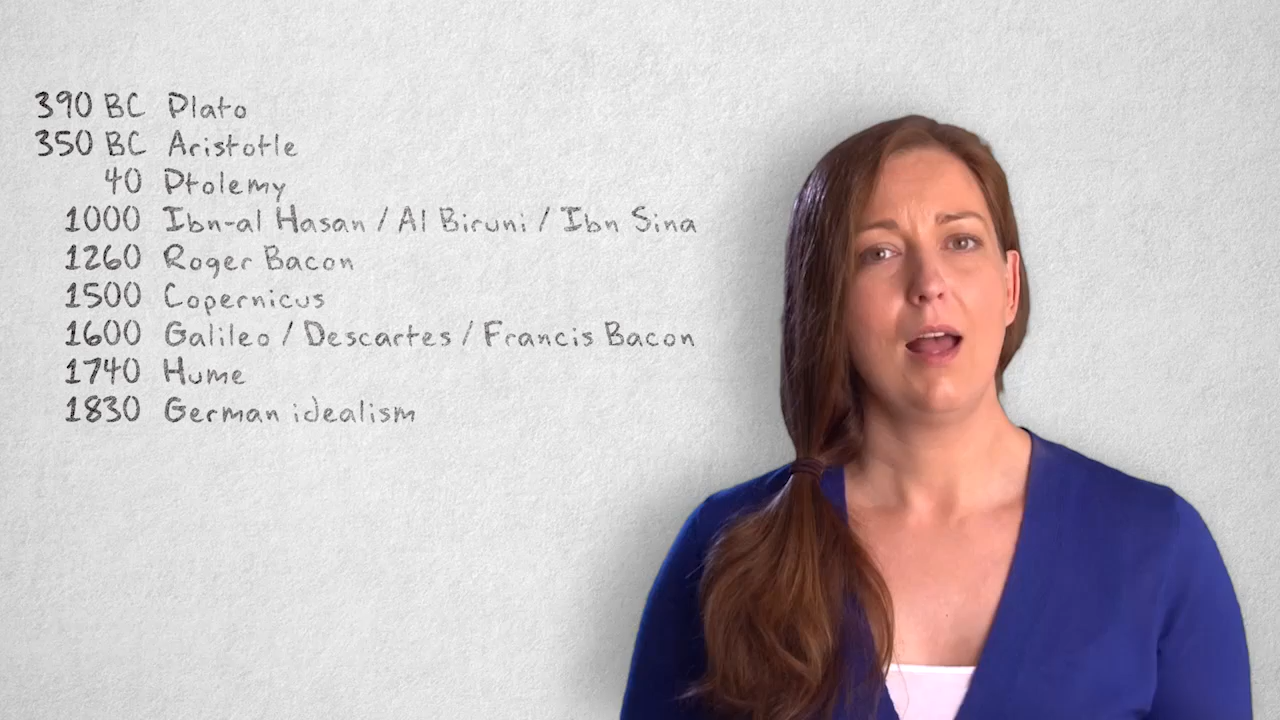 390 BC Plato
350 BC Aristotle
40 Ptolemy
1000 Ibn-al Hasan / Al Biruni / Ibn Sina
1260 Roger Bacon
1500 Copernicus
1600 Galileo / Descartes / Francis Bacon
1740 Hume
1830 German idealism